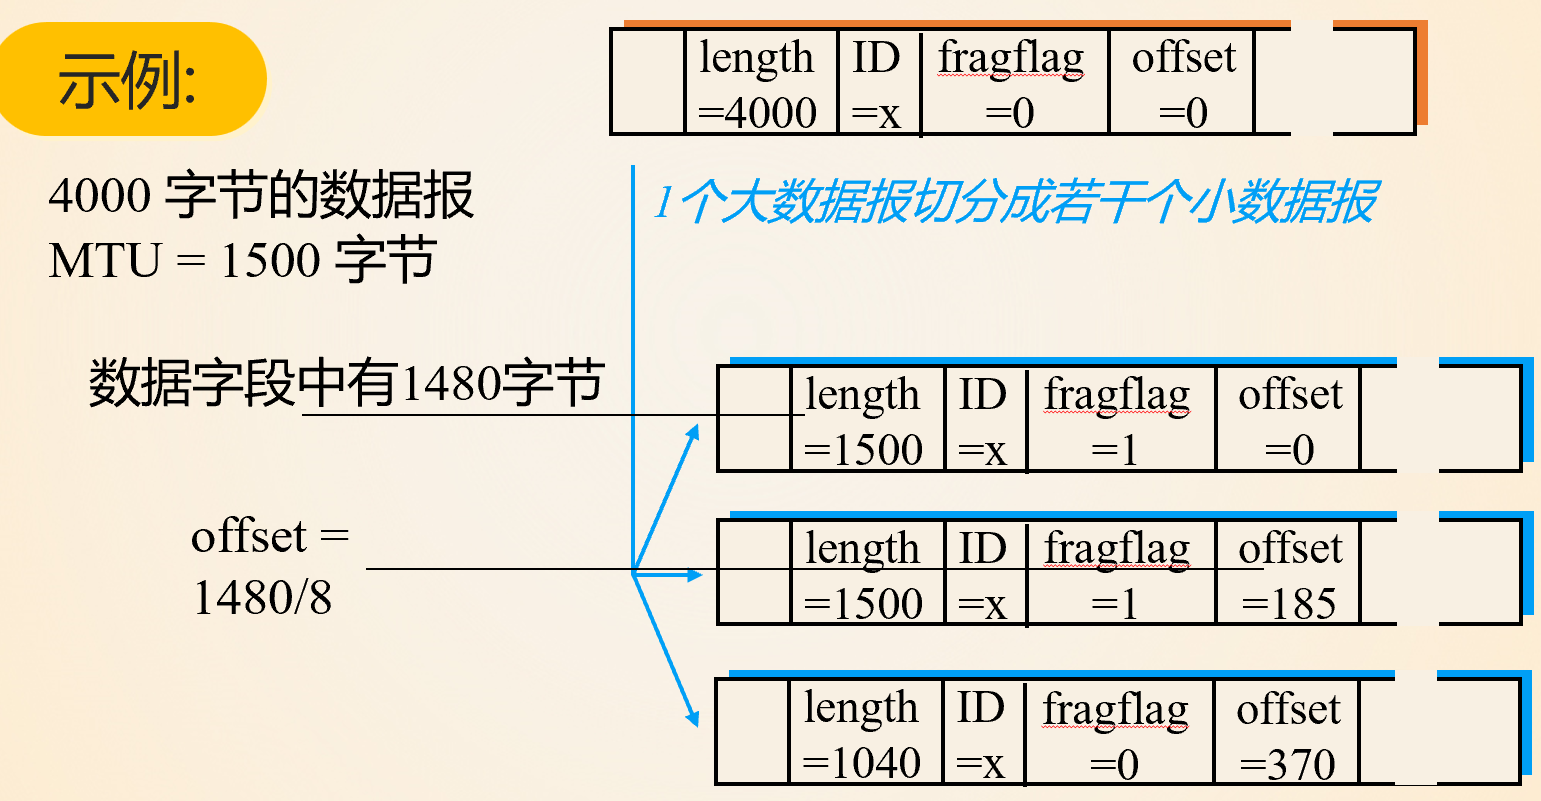 示例:
length ID fragflag offset
=4000 =x =0 =0
4000 字节的数据报
MTU = 1500 字节
1个大数据报切分成若干个小数据报
数据字段中有1480字节
length ID fragflag offset
=1500 =x =1 =0
offset =
1480/8
length ID fragflag offset
=1500 =x =1 =185
length ID fragflag offset
=1040 =x =0 =370